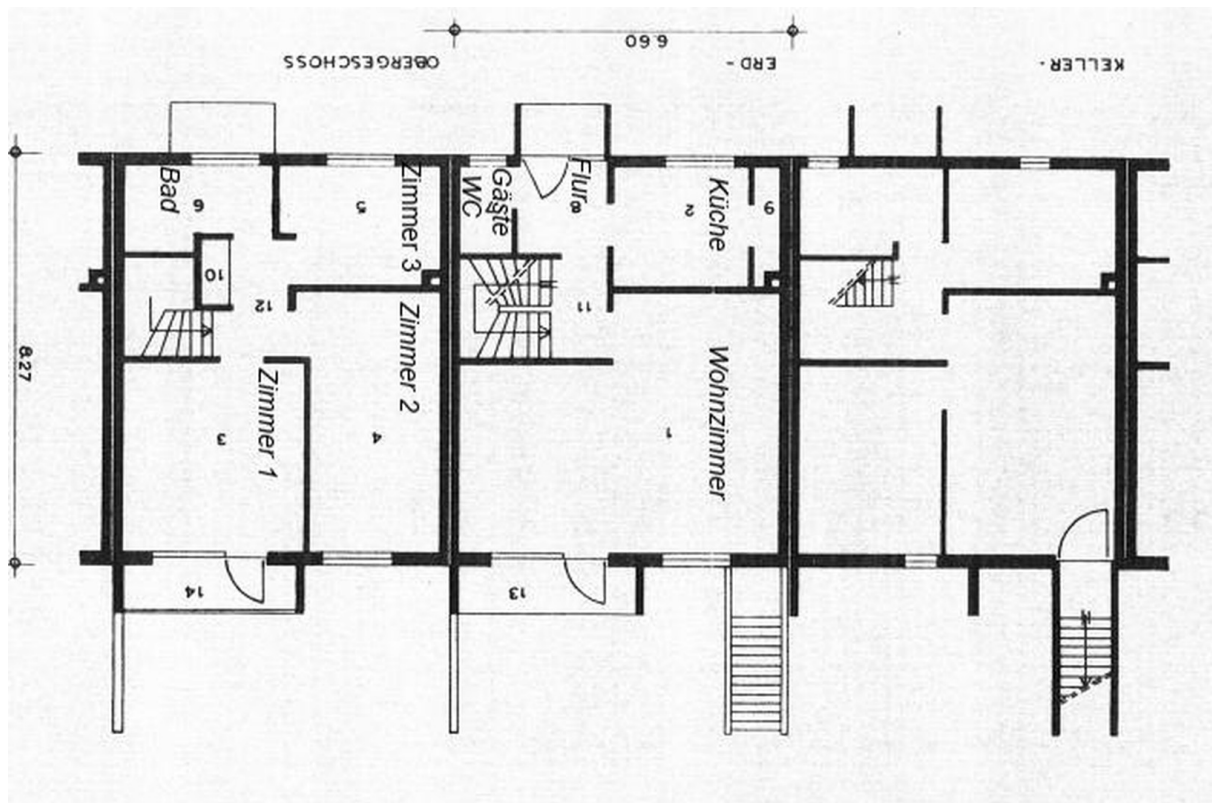 6.60
OBERGESCHOSS
ERD-
KELLER-
8.27
Bad
6
5
Zimmer 3
Gäste
WC
7
Flur
8
2
Küche
9
10
12
Zimmer 2
11
Wohnzimmer
1
3
Zimmer 1
4
14
13